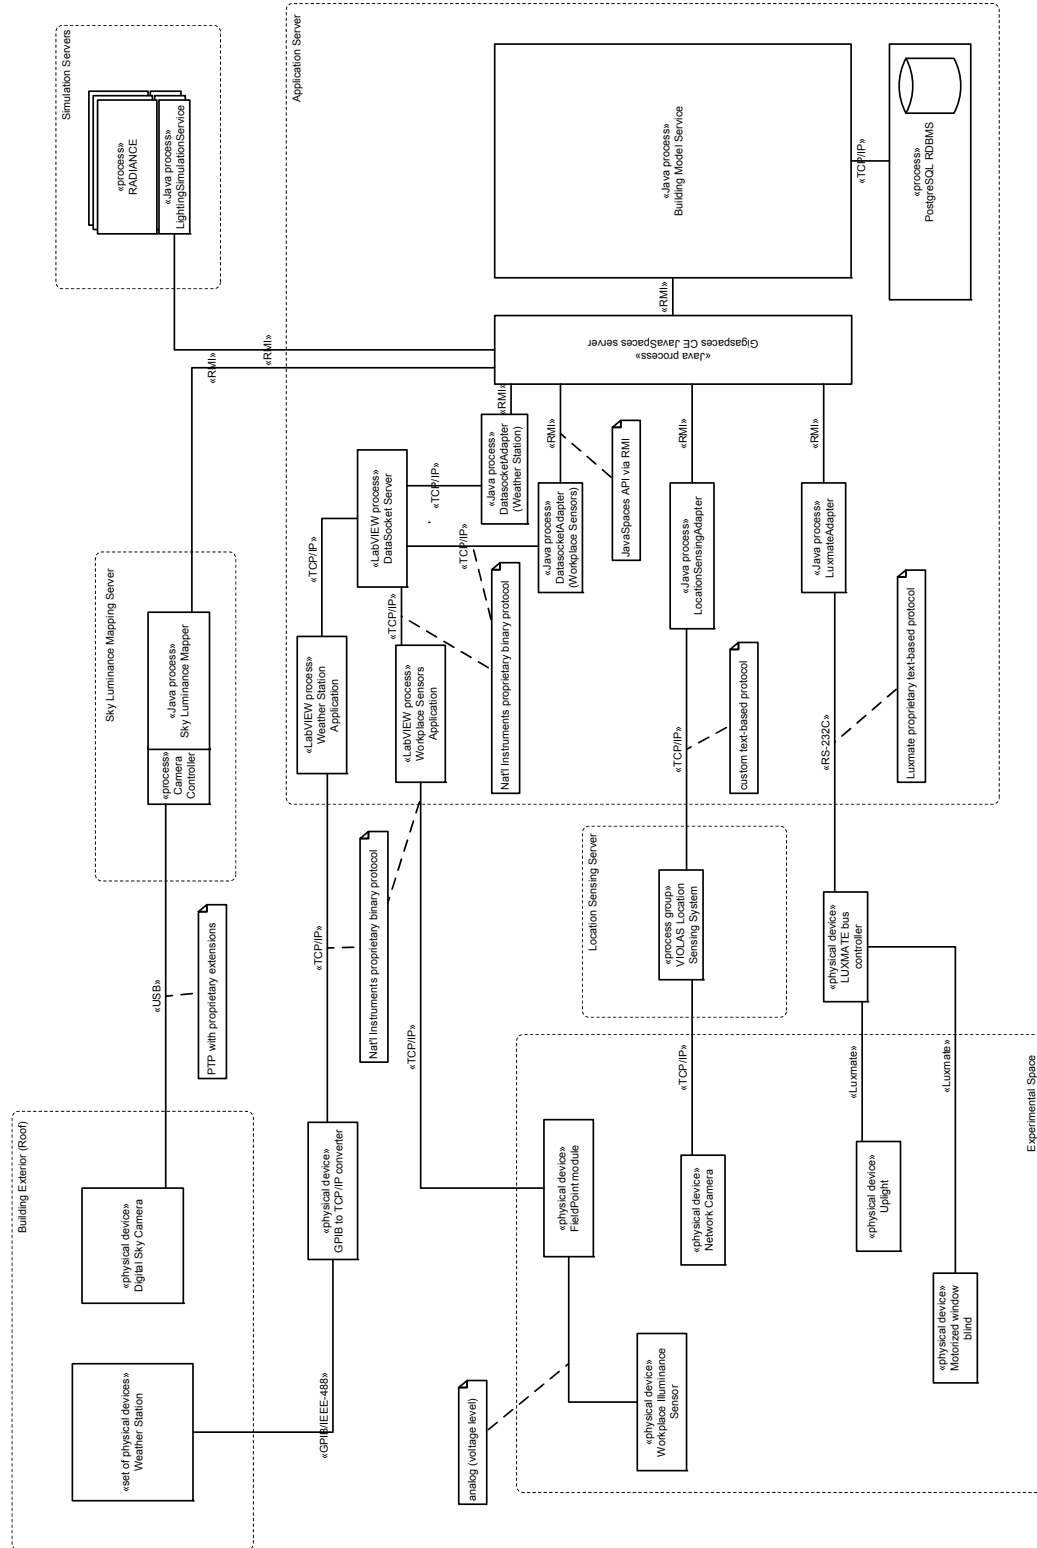 Simulation Servers
«process»
RADIANCE
«Java process»
LightingSimulationService
«RMI»
«RMI»
Application Server
«Java process»
Building Model Service
«TCP/IP»
«process»
PostgreSQL RDBMS
«RMI»
«Java process»
Gigaspaces CE JavaSpaces server
«RMI»
«RMI»
«RMI»
«RMI»
JavaSpaces API via RMI
«Java process»
DatasocketAdapter
(Weather Station)
«Java process»
DatasocketAdapter
(Workplace Sensors)
«Java process»
LocationSensingAdapter
«Java process»
LuxmateAdapter
«TCP/IP»
«TCP/IP»
«LabVIEW process»
DataSocket Server
«TCP/IP»
«TCP/IP»
Nat'l Instruments proprietary binary protocol
«LabVIEW process»
Weather Station
Application
«LabVIEW process»
Workplace Sensors
Application
«TCP/IP»
custom text-based protocol
«RS-232C»
Luxmate proprietary text-based protocol
Sky Luminance Mapping Server
«Java process»
Sky Luminance Mapper
«process»
Camera
Controller
«USB»
PTP with proprietary extensions
«TCP/IP»
Nat'l Instruments proprietary binary protocol
«TCP/IP»
Location Sensing Server
«process group»
VIOLAS Location
Sensing System
«physical device»
LUXMATE bus
controller
«TCP/IP»
«Luxmate»
«Luxmate»
Building Exterior (Roof)
«physical device»
Digital Sky Camera
«set of physical devices»
Weather Station
«physical device»
GPIB to TCP/IP converter
«GPIB/IEEE-488»
Experimental Space
«physical device»
FieldPoint module
«physical device»
Network Camera
«physical device»
Uplight
«physical device»
Motorized window
blind
analog (voltage level)
«physical device»
Workplace Illuminance
Sensor